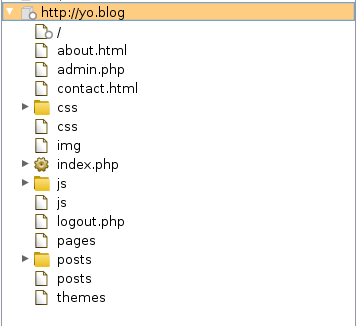 http://yo.blog
/
about.html
admin.php
contact.html
css
css
img
index.php
js
js
logout.php
pages
posts
posts
themes